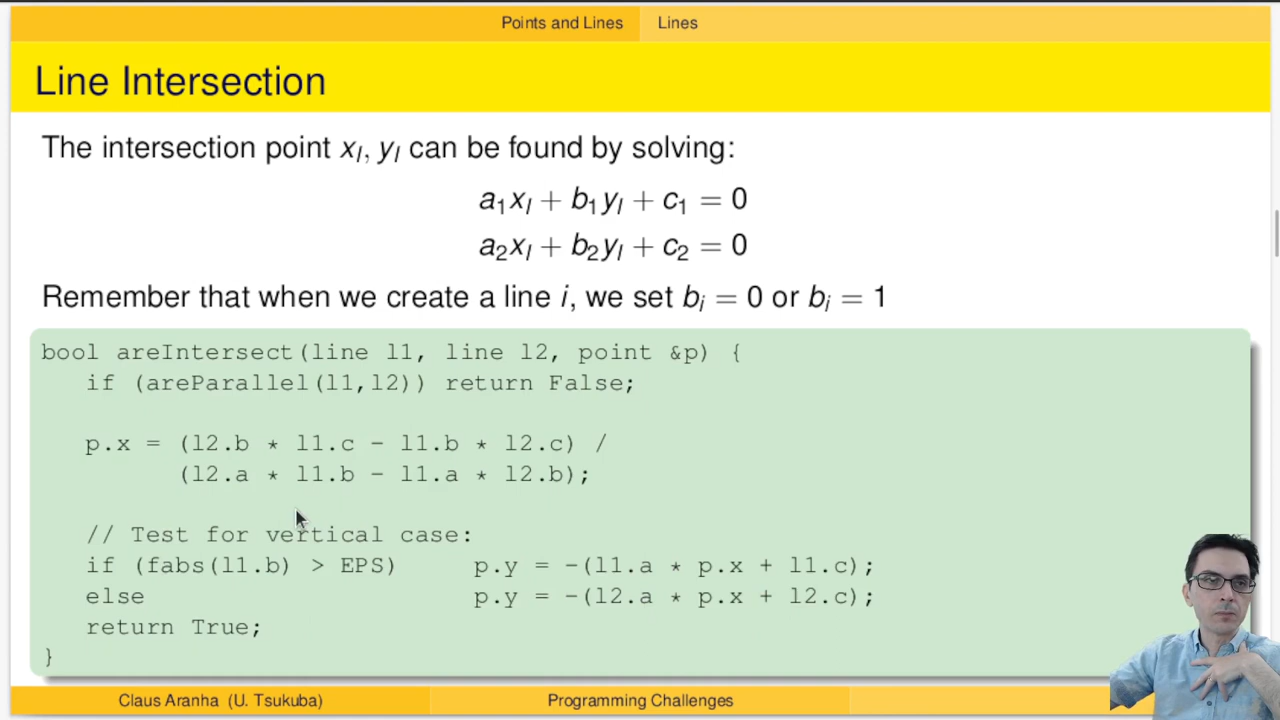 Points and Lines Lines
Line Intersection
The intersection point x_I, y_I can be found by solving:
a₁x_I + b₁y_I + c₁ = 0
a₂x_I + b₂y_I + c₂ = 0
Remember that when we create a line i, we set bᵢ = 0 or bᵢ = 1
bool areIntersect(line l1, line l2, point &p) {
if (areParallel(l1,l2)) return False;
p.x = (l2.b * l1.c - l1.b * l2.c) /
(l2.a * l1.b - l1.a * l2.b);
// Test for vertical case:
if (fabs(l1.b) > EPS) p.y = -(l1.a * p.x + l1.c);
else p.y = -(l2.a * p.x + l2.c);
return True;
}
Claus Aranha (U. Tsukuba) Programming Challenges